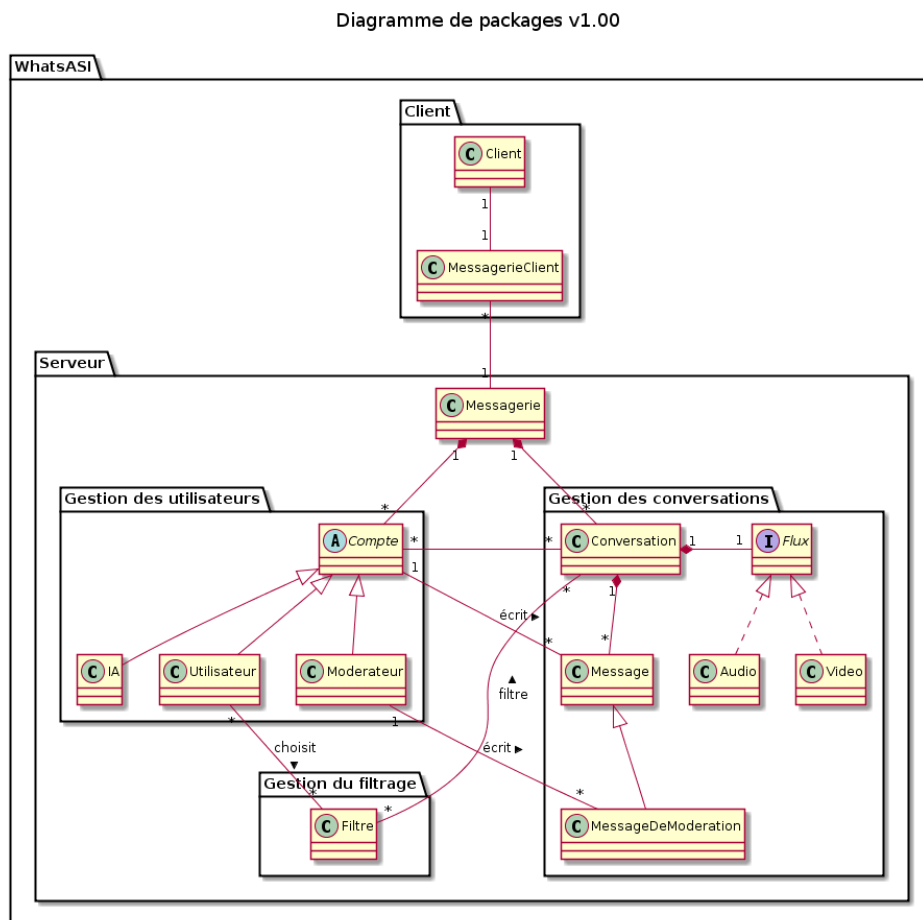 Diagramme de packages v1.00
WhatsASI
Client
C Client
1
1
C MessagerieClient
*
1
Serveur
C Messagerie
1 1
* *
Gestion des utilisateurs
Gestion des conversations
A Compte
* *
1
C Conversation
1 1
I Flux
* 1
écrit ►
* *
C IA
C Utilisateur
C Moderateur
C Message
C Audio
C Video
▲
filtre
* 1
choisit
▼
écrit ►
Gestion du filtrage
* * *
C Filtre
C MessageDeModeration